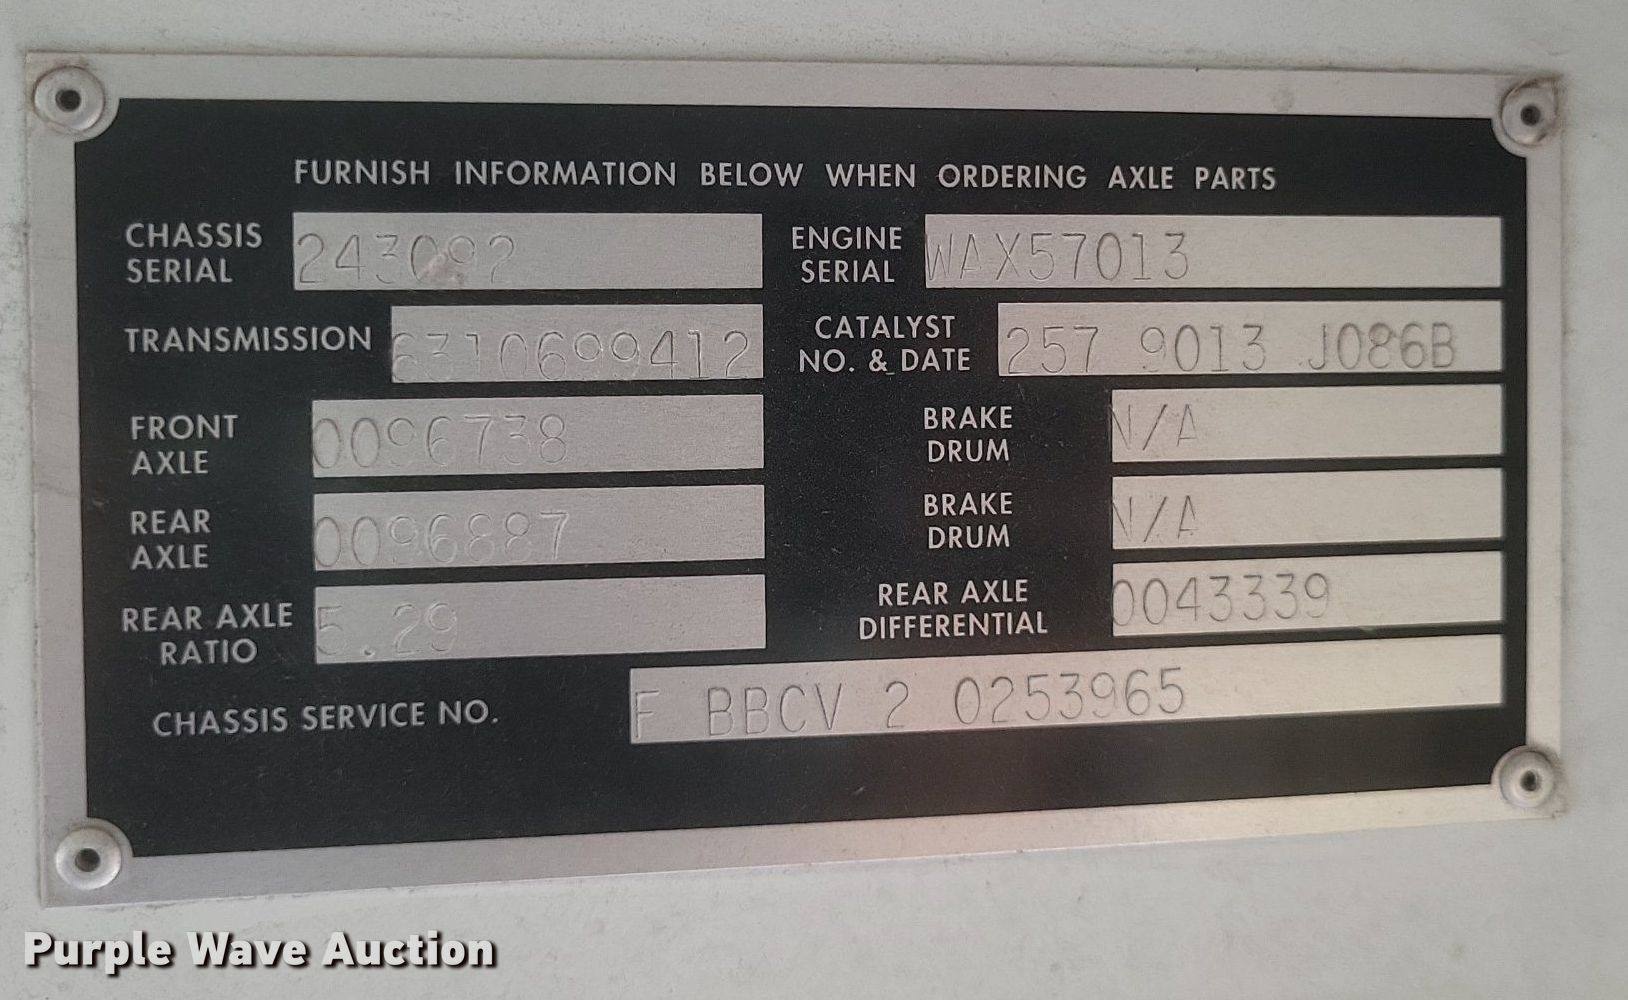 FURNISH INFORMATION BELOW WHEN ORDERING AXLE PARTS
CHASSIS SERIAL 243092
ENGINE SERIAL WAX57013
TRANSMISSION 6310699412
CATALYST NO. & DATE 257 9013 J086B
FRONT AXLE 0096738
BRAKE DRUM N/A
REAR AXLE 0096887
BRAKE DRUM N/A
REAR AXLE RATIO 5.29
REAR AXLE DIFFERENTIAL 0043339
CHASSIS SERVICE NO. F BBCV 2 0253965
Purple Wave Auction